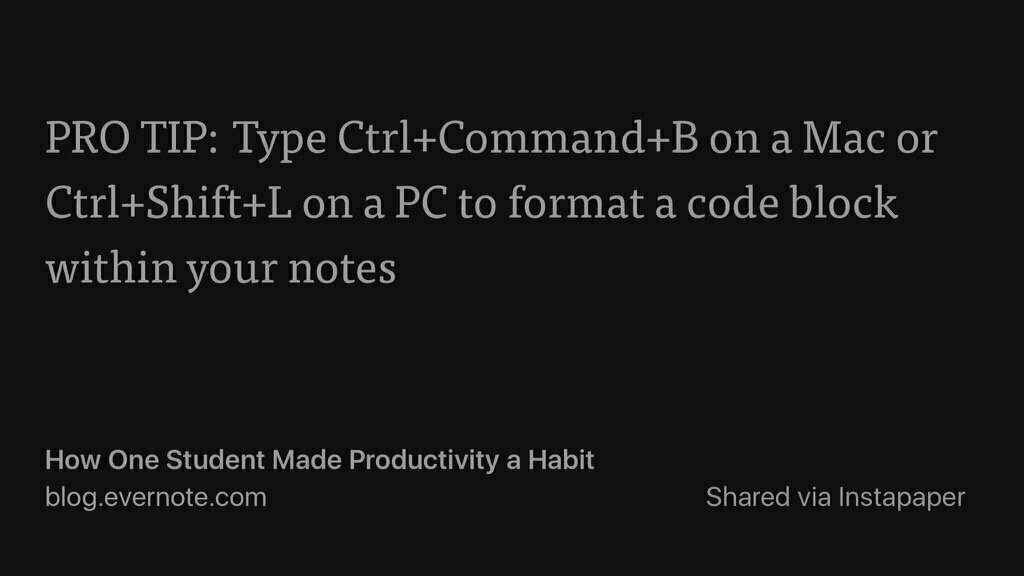 PRO TIP: Type Ctrl+Command+B on a Mac or
Ctrl+Shift+L on a PC to format a code block
within your notes
How One Student Made Productivity a Habit
blog.evernote.com
Shared via Instapaper